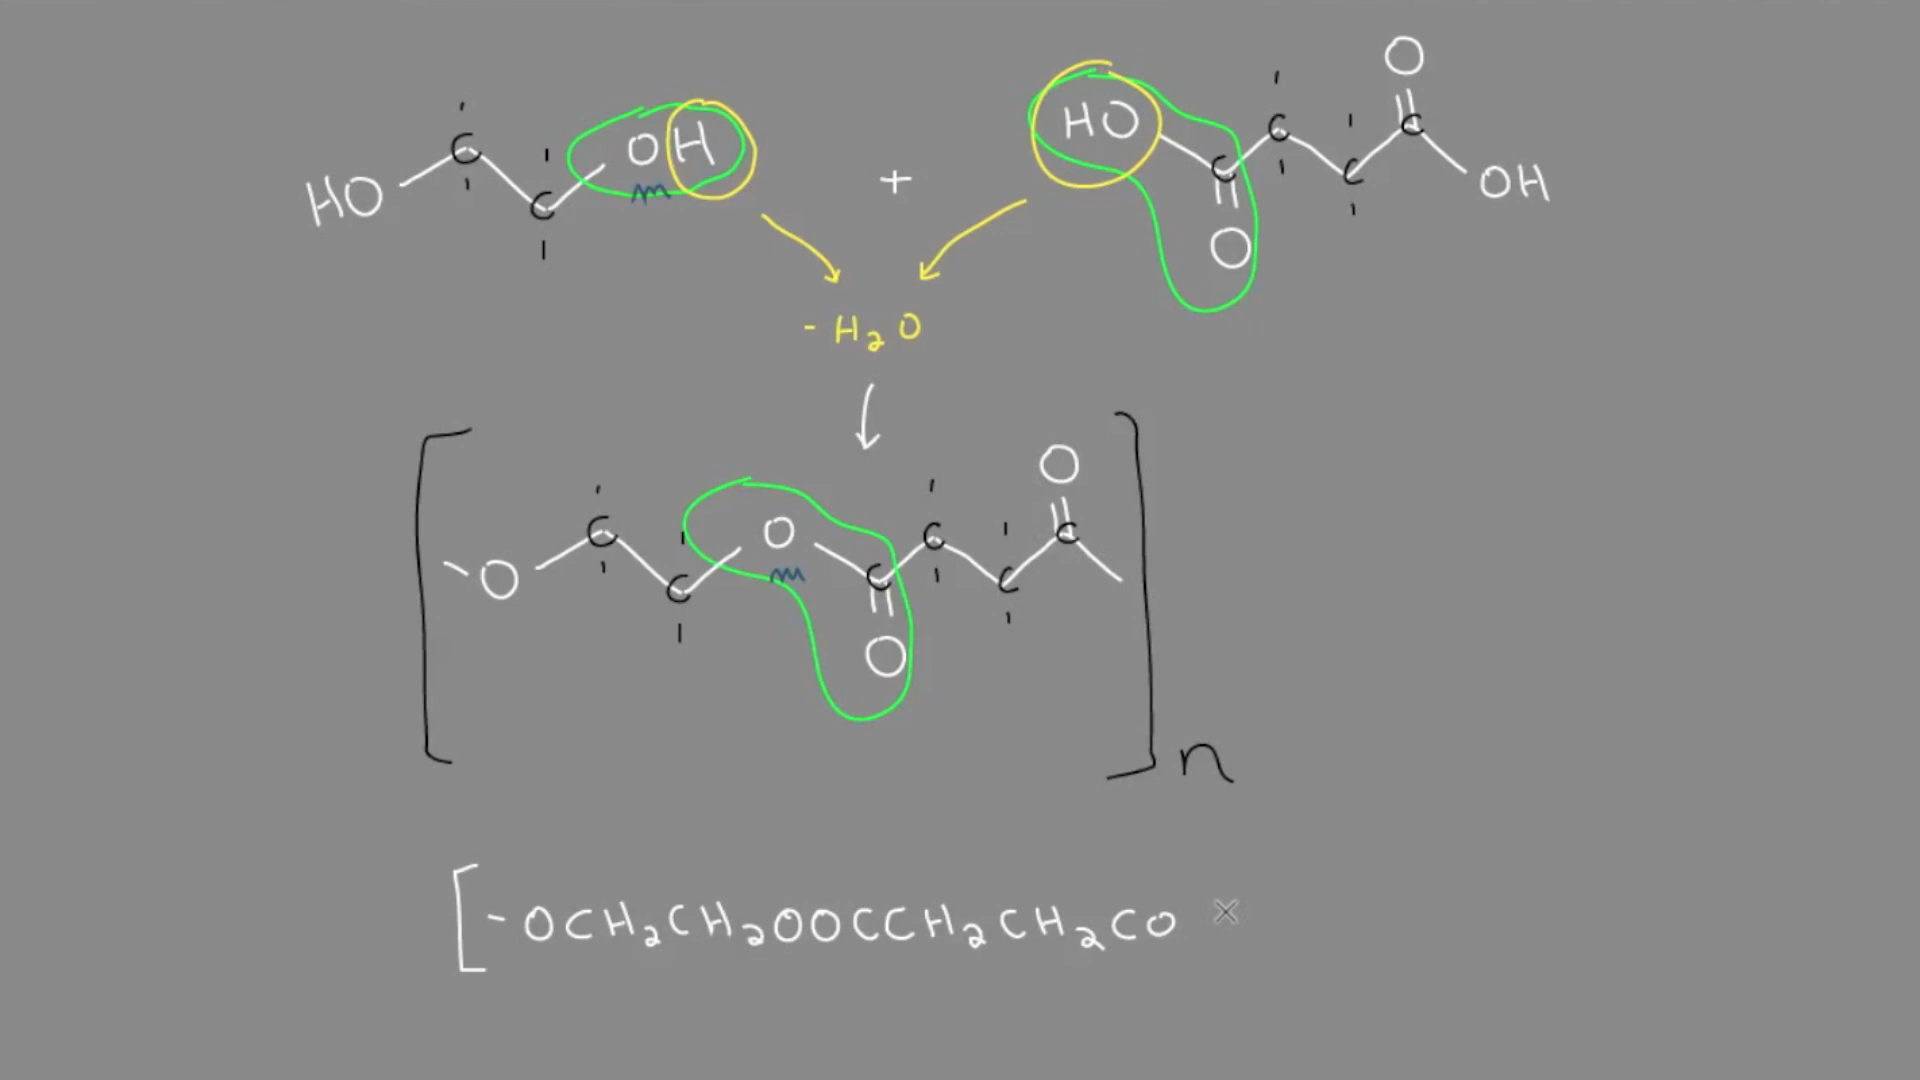 HO C C OH + HO C O C C C O OH
- H₂O
[ - O C C O C O C C C O ] n
[ - OCH₂CH₂OOCCH₂CH₂CO